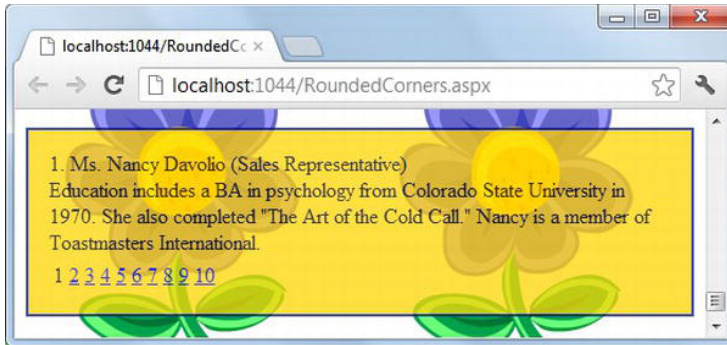 localhost:1044/RoundedCo
localhost:1044/RoundedCorners.aspx
1. Ms. Nancy Davolio (Sales Representative)
Education includes a BA in psychology from Colorado State University in
1970. She also completed "The Art of the Cold Call." Nancy is a member of
Toastmasters International.
1 2 3 4 5 6 7 8 9 10